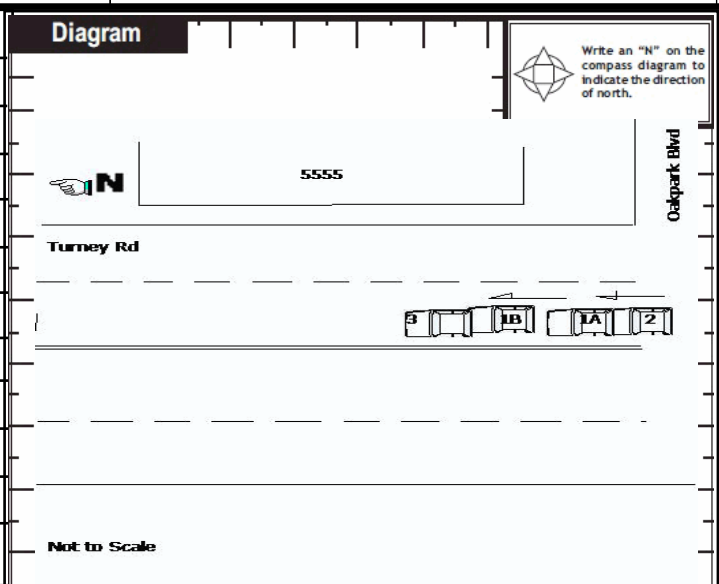 Diagram
Write an “N” on the
compass diagram to
indicate the direction
of north.
Oakpark Blvd
5555
N
Turney Rd
3 1B 1A 2
Not to Scale